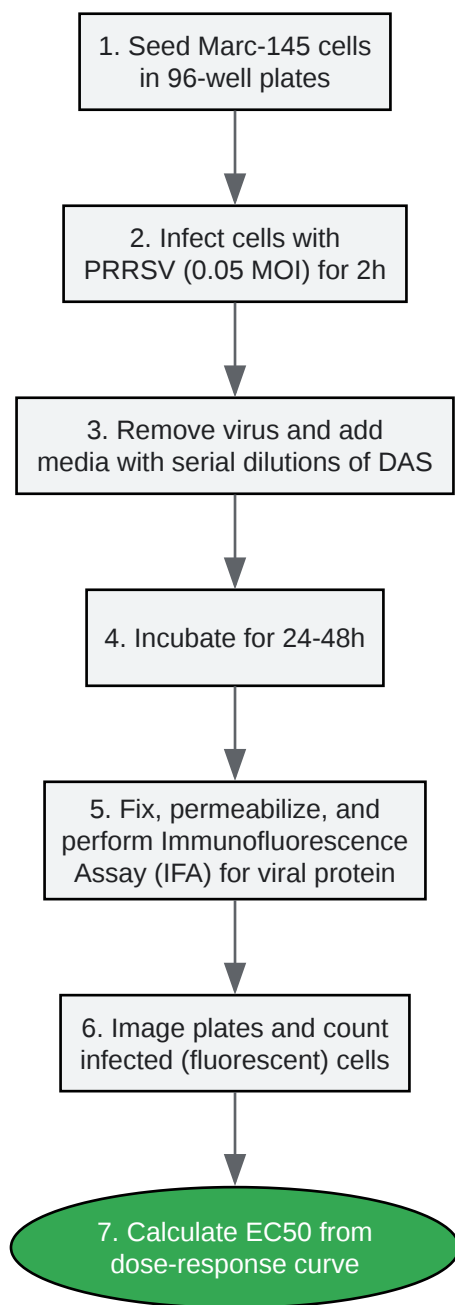 1. Seed Marc-145 cells
in 96-well plates
2. Infect cells with
PRRSV (0.05 MOI) for 2h
3. Remove virus and add
media with serial dilutions of DAS
4. Incubate for 24-48h
5. Fix, permeabilize, and
perform Immunofluorescence
Assay (IFA) for viral protein
6. Image plates and count
infected (fluorescent) cells
7. Calculate EC50 from
dose-response curve